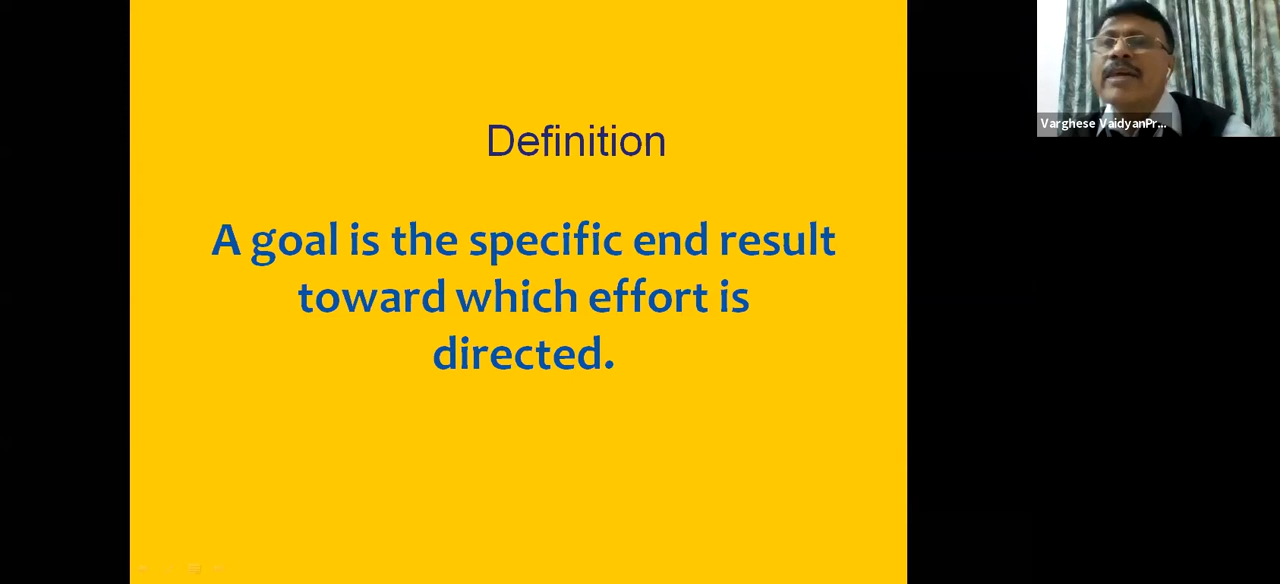 Definition
A goal is the specific end result
toward which effort is
directed.
Varghese VaidyanPr...